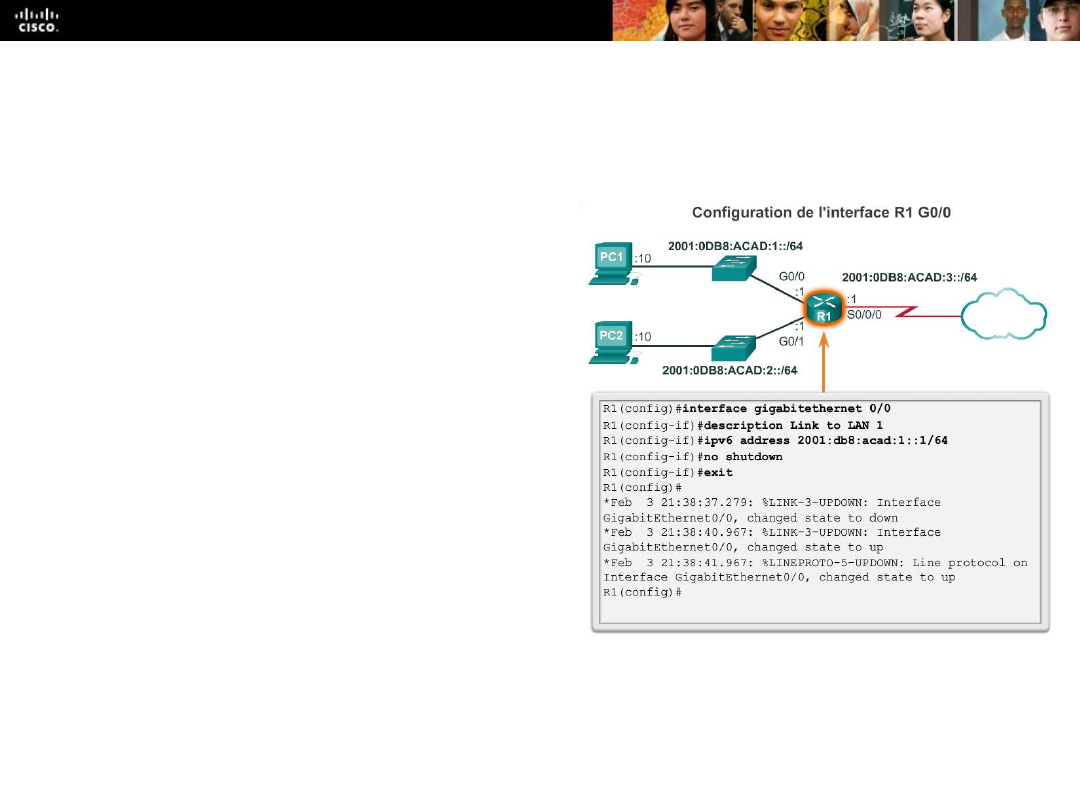 CISCO.
Configuration de l'interface R1 G0/0
2001:0DB8:ACAD:1::/64
PC1
:10
G0/0
:1
2001:0DB8:ACAD:3::/64
:1
R1
S0/0/0
PC2
:10
:1
G0/1
2001:0DB8:ACAD:2::/64
R1(config)#interface gigabitethernet 0/0
R1(config-if)#description Link to LAN 1
R1(config-if)#ipv6 address 2001:db8:acad:1::1/64
R1(config-if)#no shutdown
R1(config-if)#exit
R1(config)#
*Feb  3 21:38:37.279: %LINK-3-UPDOWN: Interface
GigabitEthernet0/0, changed state to down
*Feb  3 21:38:40.967: %LINK-3-UPDOWN: Interface
GigabitEthernet0/0, changed state to up
*Feb  3 21:38:41.967: %LINEPROTO-5-UPDOWN: Line protocol on
Interface GigabitEthernet0/0, changed state to up
R1(config)#